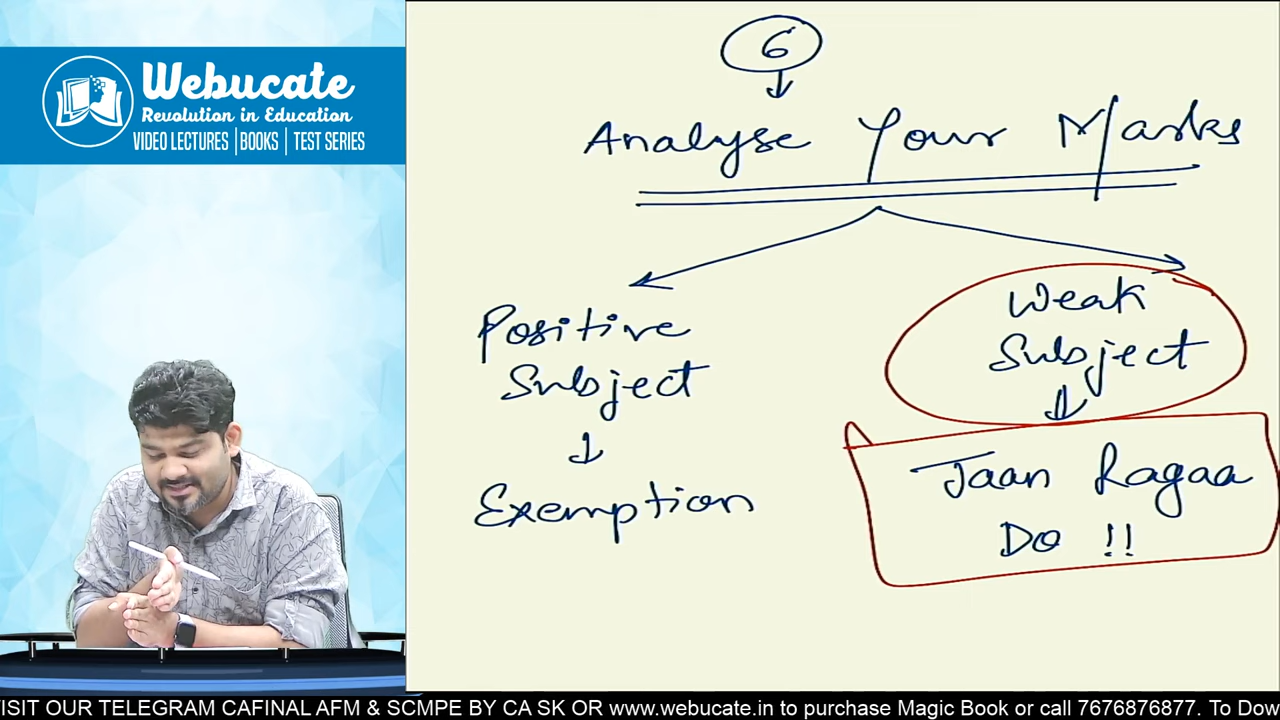 Webucate
Revolution in Education
VIDEO LECTURES | BOOKS | TEST SERIES
6
Analyse Your Marks
Positive
Subject
Exemption
Weak
Subject
Jaan Lagaa
Do !!
VISIT OUR TELEGRAM CAFINAL AFM & SCMPE BY CA SK OR www.webucate.in to purchase Magic Book or call 7676876877. To Dow